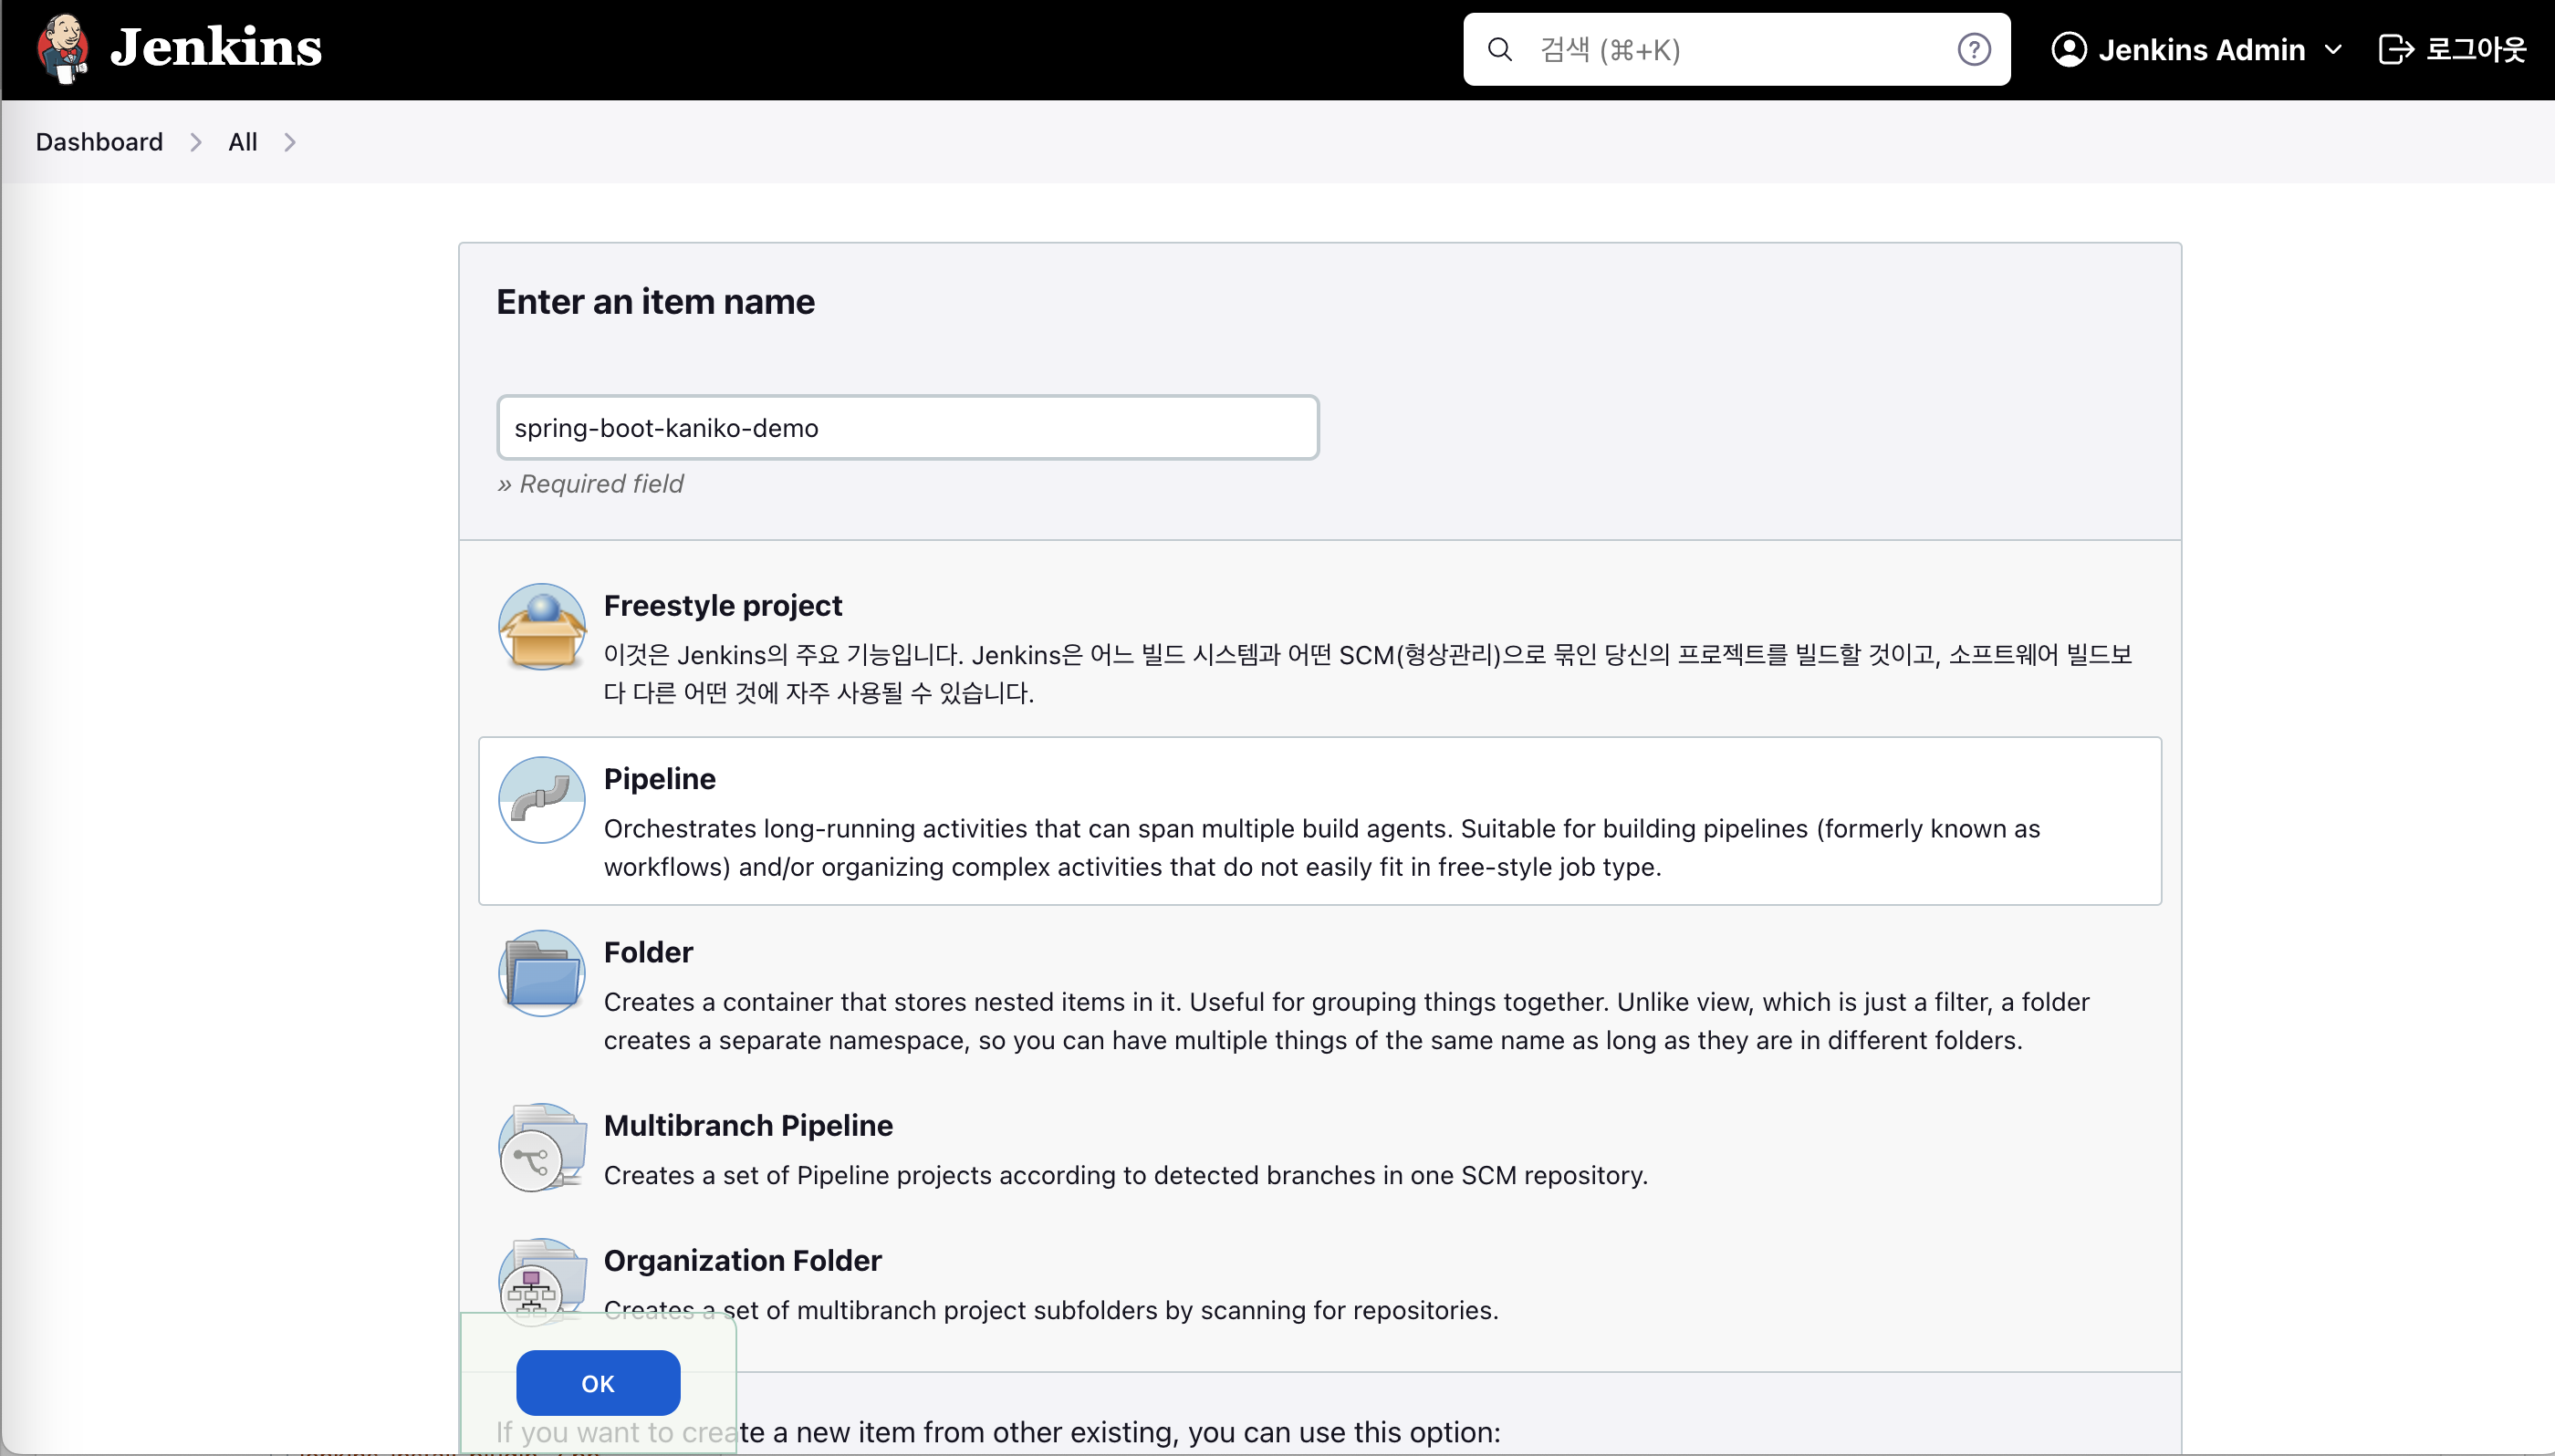 Jenkins
검색 (⌘+K)
Jenkins Admin
로그아웃
Dashboard
All
Enter an item name
spring-boot-kaniko-demo
» Required field
Freestyle project
이것은 Jenkins의 주요 기능입니다. Jenkins은 어느 빌드 시스템과 어떤 SCM(형상관리)으로 묶인 당신의 프로젝트를 빌드할 것이고, 소프트웨어 빌드보
다 다른 어떤 것에 자주 사용될 수 있습니다.
Pipeline
Orchestrates long-running activities that can span multiple build agents. Suitable for building pipelines (formerly known as
workflows) and/or organizing complex activities that do not easily fit in free-style job type.
Folder
Creates a container that stores nested items in it. Useful for grouping things together. Unlike view, which is just a filter, a folder
creates a separate namespace, so you can have multiple things of the same name as long as they are in different folders.
Multibranch Pipeline
Creates a set of Pipeline projects according to detected branches in one SCM repository.
Organization Folder
Creates a set of multibranch project subfolders by scanning for repositories.
OK
If you want to create a new item from other existing, you can use this option: